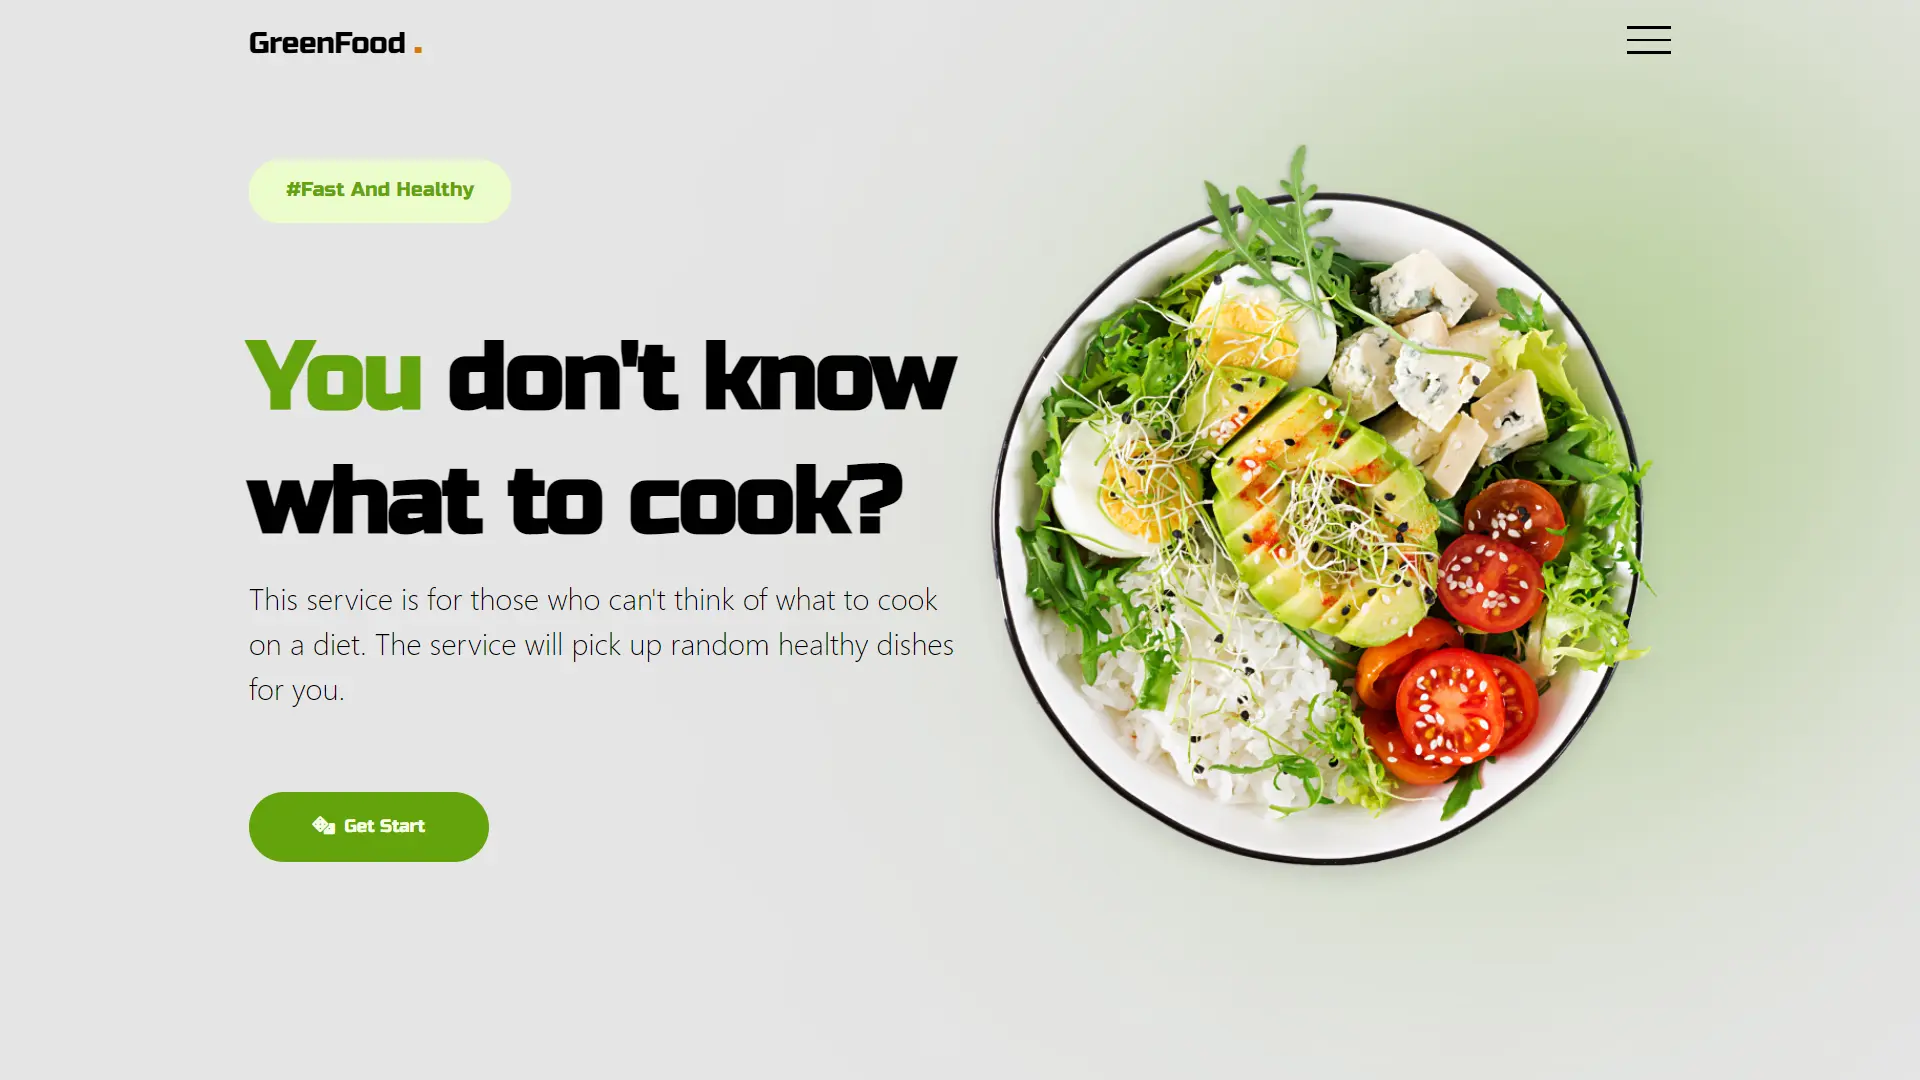 GreenFood .
#Fast And Healthy
You don't know
what to cook?
This service is for those who can't think of what to cook
on a diet. The service will pick up random healthy dishes
for you.
Get Start